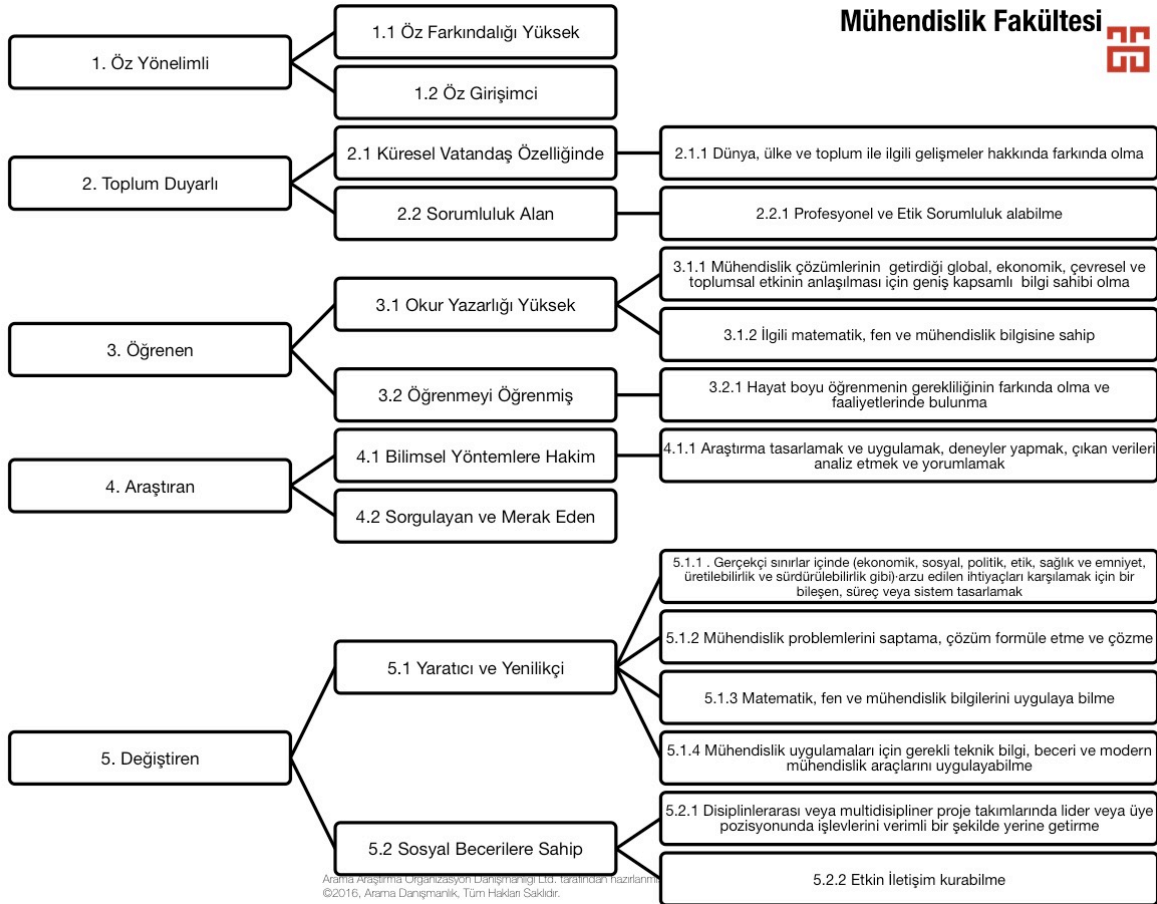 Mühendislik Fakültesi
1. Öz Yönelimli
1.1 Öz Farkındalığı Yüksek
1.2 Öz Girişimci
2. Toplum Duyarlı
2.1 Küresel Vatandaş Özelliğinde
2.1.1 Dünya, ülke ve toplum ile ilgili gelişmeler hakkında farkında olma
2.2 Sorumluluk Alan
2.2.1 Profesyonel ve Etik Sorumluluk alabilme
3. Öğrenen
3.1 Okur Yazarlığı Yüksek
3.1.1 Mühendislik çözümlerinin getirdiği global, ekonomik, çevresel ve
toplumsal etkinin anlaşılması için geniş kapsamlı bilgi sahibi olma
3.1.2 İlgili matematik, fen ve mühendislik bilgisine sahip
3.2 Öğrenmeyi Öğrenmiş
3.2.1 Hayat boyu öğrenmenin gerekliliğinin farkında olma ve
faaliyetlerinde bulunma
4. Araştıran
4.1 Bilimsel Yöntemlere Hakim
4.1.1 Araştırma tasarlamak ve uygulamak, deneyler yapmak, çıkan verileri
analiz etmek ve yorumlamak
4.2 Sorgulayan ve Merak Eden
5. Değiştiren
5.1 Yaratıcı ve Yenilikçi
5.1.1 . Gerçekçi sınırlar içinde (ekonomik, sosyal, politik, etik, sağlık ve emniyet,
üretilebilirlik ve sürdürülebilirlik gibi)·arzu edilen ihtiyaçları karşılamak için bir
bileşen, süreç veya sistem tasarlamak
5.1.2 Mühendislik problemlerini saptama, çözüm formüle etme ve çözme
5.1.3 Matematik, fen ve mühendislik bilgilerini uygulaya bilme
5.1.4 Mühendislik uygulamaları için gerekli teknik bilgi, beceri ve modern
mühendislik araçlarını uygulayabilme
5.2 Sosyal Becerilere Sahip
5.2.1 Disiplinlerarası veya multidisipliner proje takımlarında lider veya üye
pozisyonunda işlevlerini verimli bir şekilde yerine getirme
5.2.2 Etkin İletişim kurabilme
Arama Araştırma Organizasyon Danışmanlığı Ltd. tarafından
©2016, Arama Danışmanlık, Tüm Hakları Saklıdır.